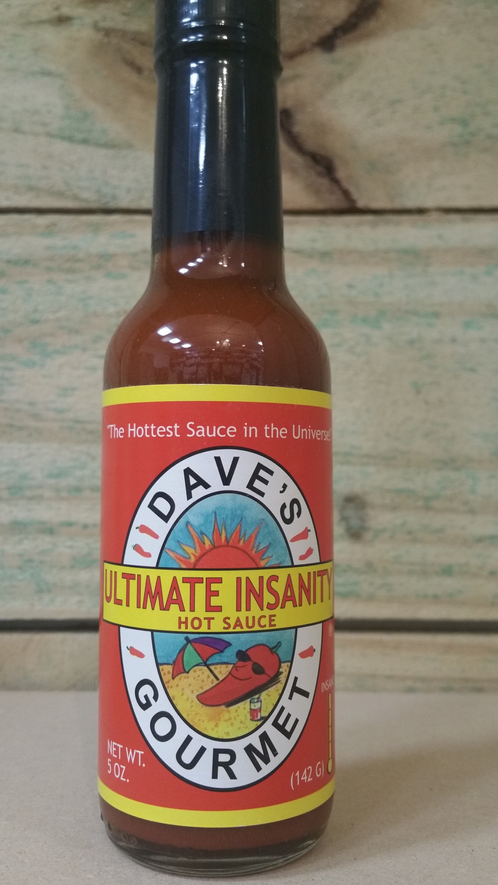 "The Hottest Sauce in the Universe!"
DAVE'S
ULTIMATE INSANITY
HOT SAUCE
GOURMET
NET WT.
5 OZ.
(142 G)